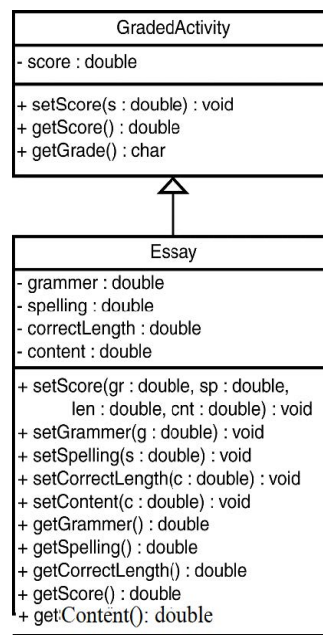 GradedActivity
- score : double
+ setScore(s : double) : void
+ getScore() : double
+ getGrade() : char
Essay
- grammer : double
- spelling : double
- correctLength : double
- content : double
+ setScore(gr : double, sp : double,
len : double, cnt : double) : void
+ setGrammer(g : double) : void
+ setSpelling(s : double) : void
+ setCorrectLength(c : double) : void
+ setContent(c : double) : void
+ getGrammer() : double
+ getSpelling() : double
+ getCorrectLength() : double
+ getScore() : double
+ getContent(): double